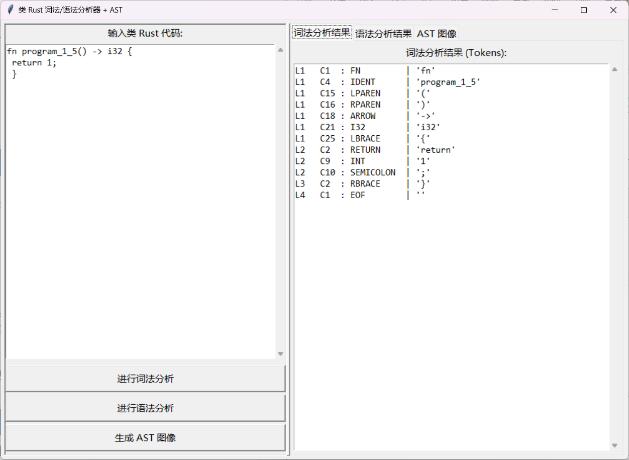 类 Rust 词法/语法分析器 + AST
输入类 Rust 代码:
fn program_1_5() -> i32 {
return 1;
}
进行词法分析
进行语法分析
生成 AST 图像
词法分析结果 语法分析结果 AST 图像
词法分析结果 (Tokens):
L1 C1 : FN | 'fn'
L1 C4 : IDENT | 'program_1_5'
L1 C15 : LPAREN | '('
L1 C16 : RPAREN | ')'
L1 C18 : ARROW | '->'
L1 C21 : I32 | 'i32'
L1 C25 : LBRACE | '{'
L2 C2 : RETURN | 'return'
L2 C9 : INT | '1'
L2 C10 : SEMICOLON | ';'
L3 C2 : RBRACE | '}'
L4 C1 : EOF | ''